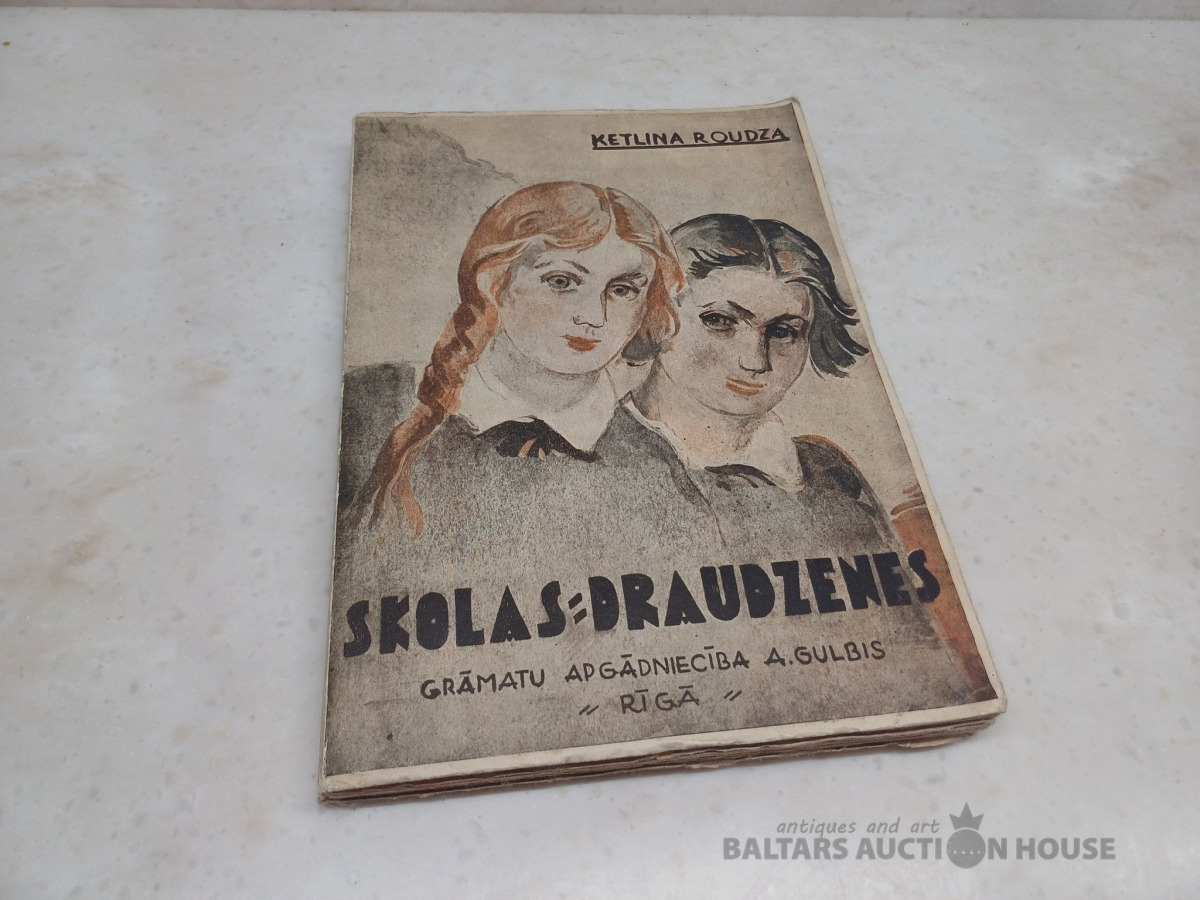 KETLINA ROUDZA
SKOLAS=DRAUDZENES
GRĀMATU APGĀDNIECĪBA A. GULBIS
〃 RĪGĀ 〃
antiques and art
BALTARS AUCTION HOUSE